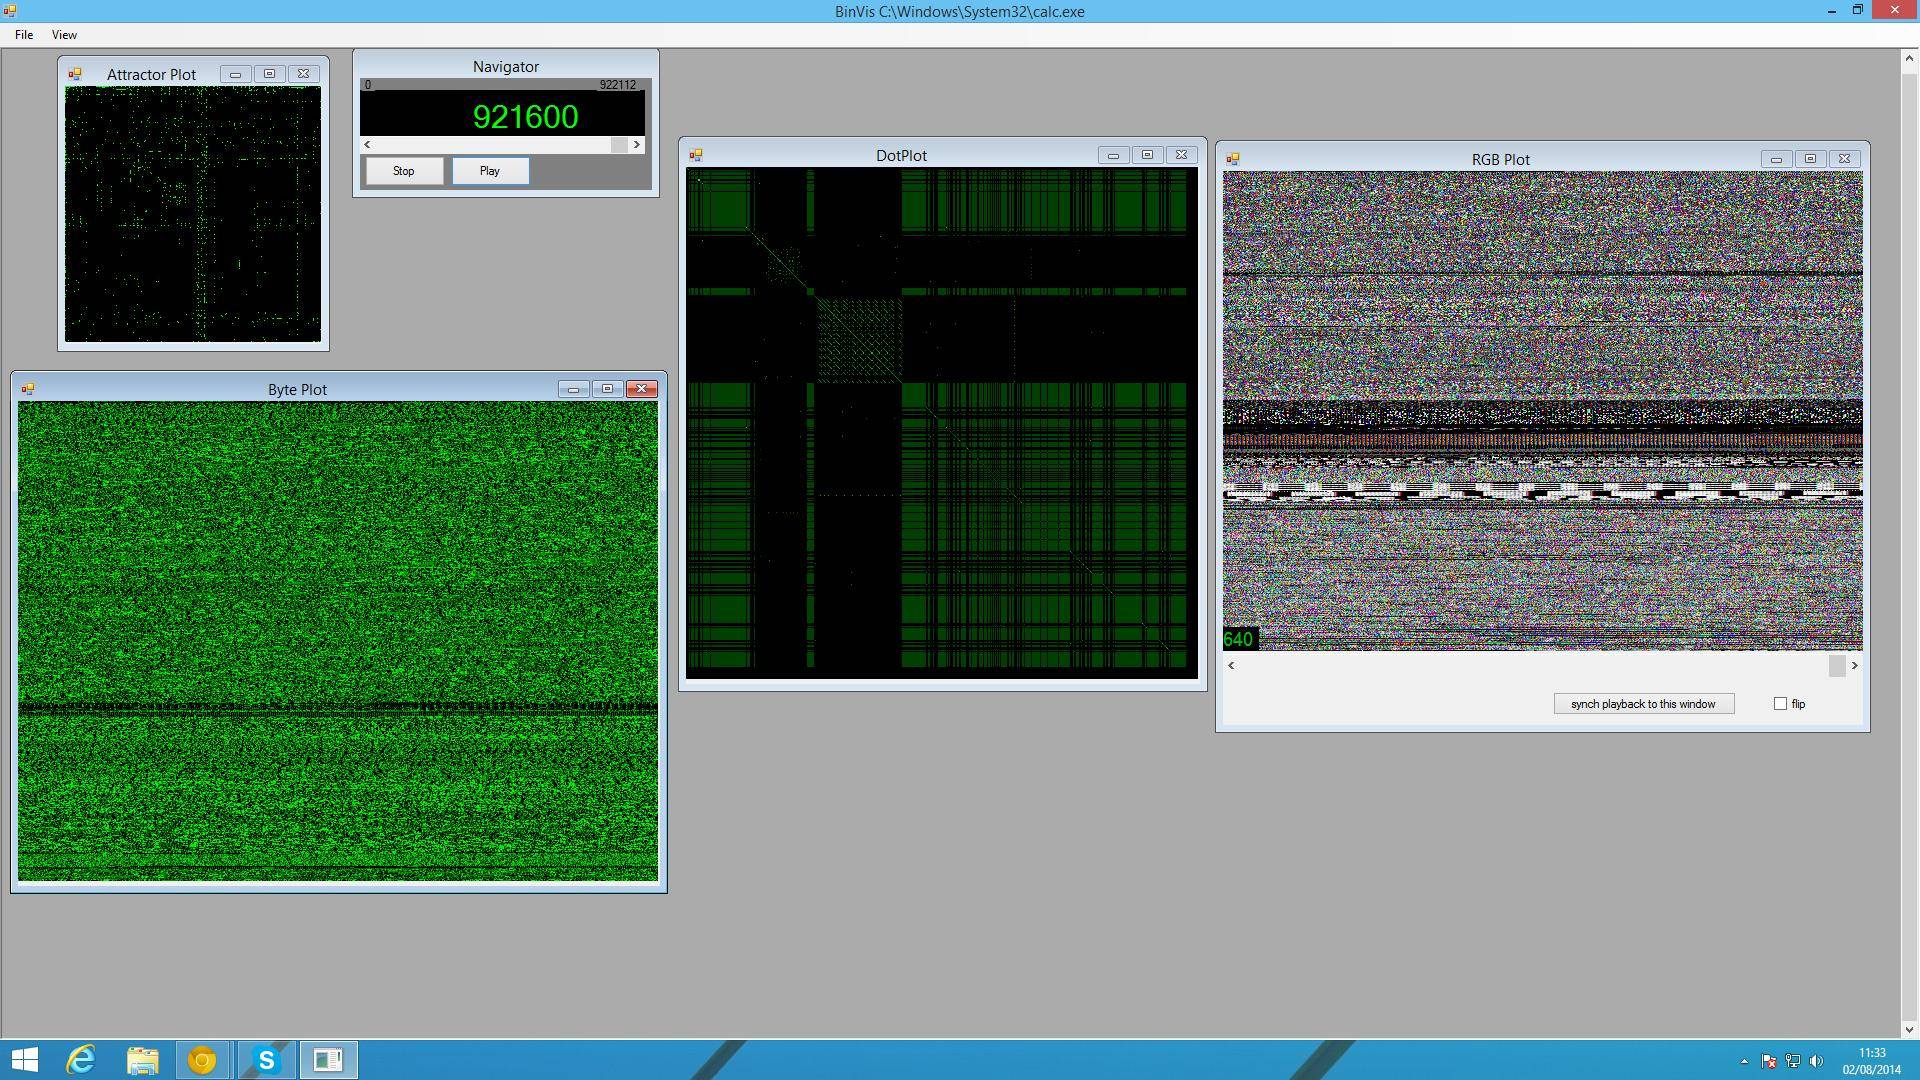 BinVis C:\Windows\System32\calc.exe
File View
Attractor Plot
Navigator
0 922112
921600
Stop Play
DotPlot
RGB Plot
Byte Plot
640
synch playback to this window
flip
11:33
02/08/2014